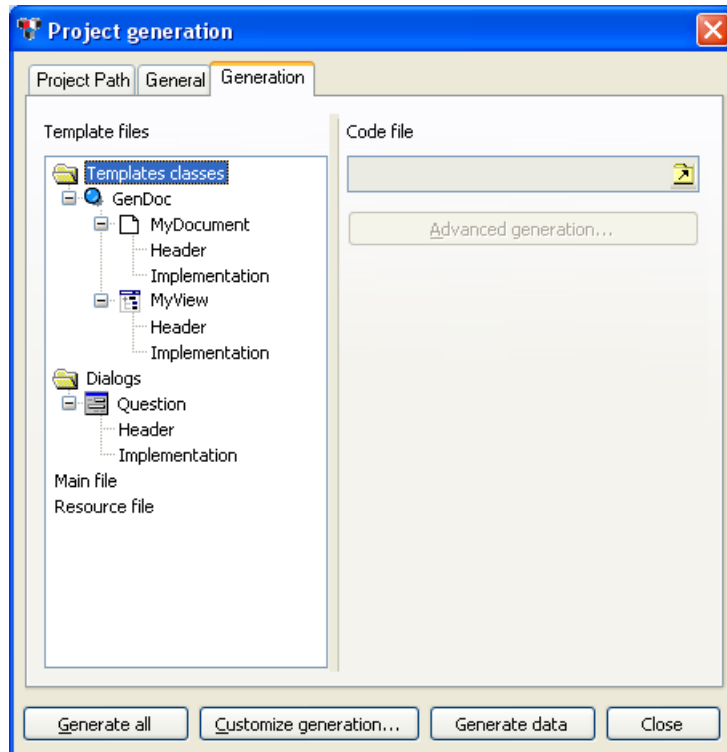 Project generation
Project Path General Generation
Template files
Code file
Templates classes
GenDoc
MyDocument
Header
Implementation
MyView
Header
Implementation
Dialogs
Question
Header
Implementation
Main file
Resource file
Advanced generation...
Generate all Customize generation... Generate data Close